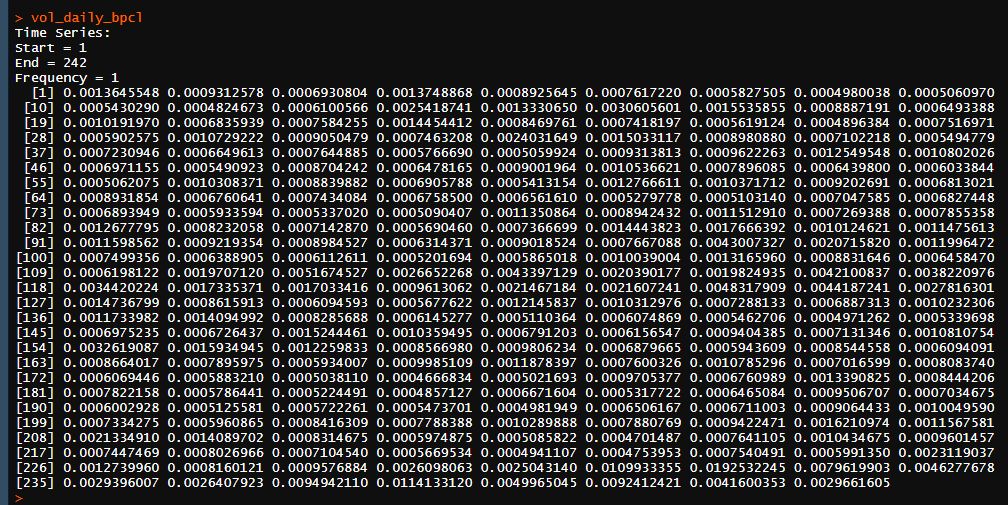 > vol_daily_bpcl
Time Series:
Start = 1
End = 242
Frequency = 1
[1] 0.0013645548 0.0009312578 0.0006930804 0.0013748868 0.0008925645 0.0007617220 0.0005827505 0.0004980038 0.0005060970
[10] 0.0005430290 0.0004824673 0.0006100566 0.0025418741 0.0013330650 0.0030605601 0.0015535855 0.0008887191 0.0006493388
[19] 0.0010191970 0.0006835939 0.0007584255 0.0014454412 0.0008469761 0.0007418197 0.0005619124 0.0004896384 0.0007516971
[28] 0.0005902575 0.0010729222 0.0009050479 0.0007463208 0.0024031649 0.0015033117 0.0008980880 0.0007102218 0.0005494779
[37] 0.0007230946 0.0006649613 0.0007644885 0.0005766690 0.0005059924 0.0009313813 0.0009622263 0.0012549548 0.0010802026
[46] 0.0006971155 0.0005490923 0.0008704242 0.0006478165 0.0009001964 0.0010536621 0.0007896085 0.0006439800 0.0006033844
[55] 0.0005062075 0.0010308371 0.0008839882 0.0006905788 0.0005413154 0.0012766611 0.0010371712 0.0009202691 0.0006813021
[64] 0.0008931854 0.0006760641 0.0007434084 0.0006758500 0.0006561610 0.0005279778 0.0005103140 0.0007047585 0.0006827448
[73] 0.0006893949 0.0005933594 0.0005337020 0.0005090407 0.0011350864 0.0008942432 0.0011512910 0.0007269388 0.0007855358
[82] 0.0012677795 0.0008232058 0.0007142870 0.0005690460 0.0007366699 0.0014443823 0.0017666392 0.0010124621 0.0011475613
[91] 0.0011598562 0.0009219354 0.0008984527 0.0006314371 0.0009018524 0.0007667088 0.0043007327 0.0020715820 0.0011996472
[100] 0.0007499356 0.0006388905 0.0006112611 0.0005201694 0.0005865018 0.0010039004 0.0013165960 0.0008831646 0.0006458470
[109] 0.0006198122 0.0019707120 0.0051674527 0.0026652268 0.0043397129 0.0020390177 0.0019824935 0.0042100837 0.0038220976
[118] 0.0034420224 0.0017335371 0.0017033416 0.0009613062 0.0021467184 0.0021607241 0.0048317909 0.0044187241 0.0027816301
[127] 0.0014736799 0.0008615913 0.0006094593 0.0005677622 0.0012145837 0.0010312976 0.0007288133 0.0006887313 0.0010232306
[136] 0.0011733982 0.0014094992 0.0008285688 0.0006145277 0.0005110364 0.0006074869 0.0005462706 0.0004971262 0.0005339698
[145] 0.0006975235 0.0006726437 0.0015244461 0.0010359495 0.0006791203 0.0006156547 0.0009404385 0.0007131346 0.0010810754
[154] 0.0032619087 0.0015934945 0.0012259833 0.0008566980 0.0009806234 0.0006879665 0.0005943609 0.0008544558 0.0006094091
[163] 0.0008664017 0.0007895975 0.0005934007 0.0009985109 0.0011878397 0.0007600326 0.0010785296 0.0007016599 0.0008083740
[172] 0.0006069446 0.0005883210 0.0005038110 0.0004666834 0.0005021693 0.0009705377 0.0006760989 0.0013390825 0.0008444206
[181] 0.0007822158 0.0005786441 0.0005224491 0.0004857127 0.0006671604 0.0005317722 0.0006465084 0.0009506707 0.0007034675
[190] 0.0006002928 0.0005125581 0.0005722261 0.0005473701 0.0004981949 0.0006506167 0.0006711003 0.0009064433 0.0010049590
[199] 0.0007334275 0.0005960865 0.0008416309 0.0007788388 0.0010289888 0.0007880769 0.0009422471 0.0016210974 0.0011567581
[208] 0.0021334910 0.0014089702 0.0008314675 0.0005974875 0.0005085822 0.0004701487 0.0007641105 0.0010434675 0.0009601457
[217] 0.0007447469 0.0008026966 0.0007104540 0.0005669534 0.0004941107 0.0004753953 0.0007540491 0.0005991350 0.0023119037
[226] 0.0012739960 0.0008160121 0.0009576884 0.0026098063 0.0025043140 0.0109933355 0.0192532245 0.0079619903 0.0046277678
[235] 0.0029396007 0.0026407923 0.0094942110 0.0114133120 0.0049965045 0.0092412421 0.0041600353 0.0029661605
>